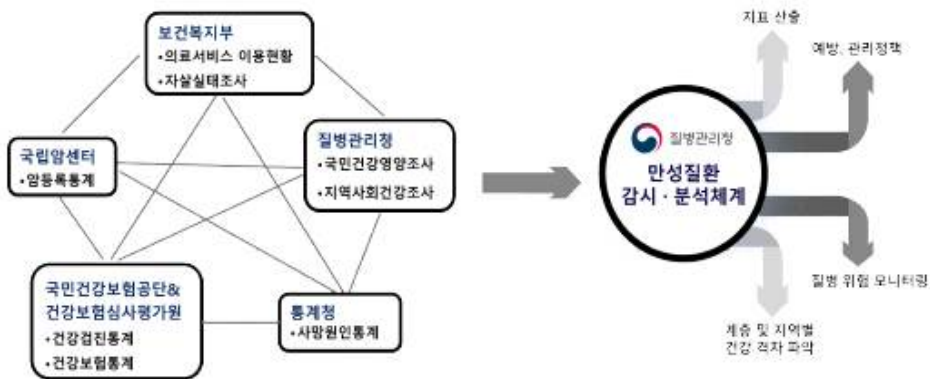 보건복지부
•의료서비스 이용현황
•자살실태조사
국립암센터
•암등록통계
질병관리청
•국민건강영양조사
•지역사회건강조사
국민건강보험공단&
건강보험심사평가원
•건강검진통계
•건강보험통계
통계청
•사망원인통계
지표 산출
예방, 관리정책
질병관리청
만성질환
감시 · 분석체계
질병 위험 모니터링
계층 및 지역별
건강 격차 파악